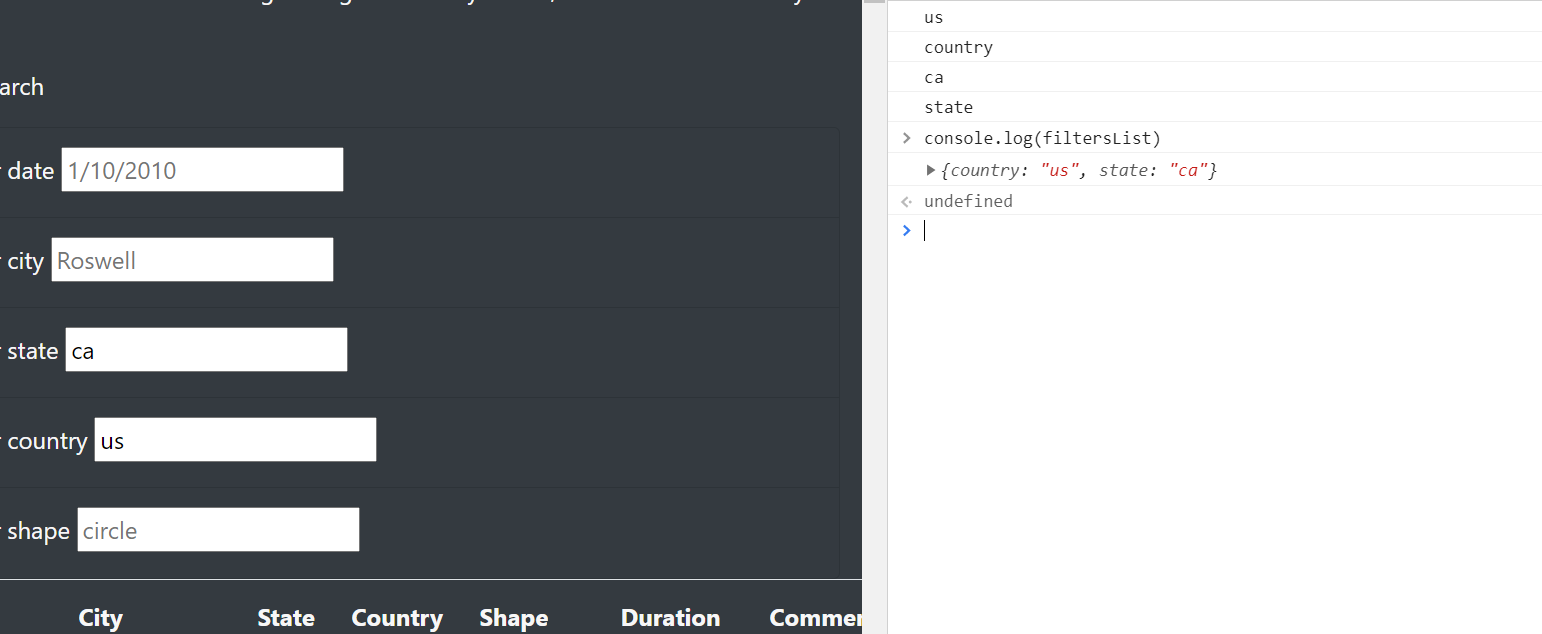 arch
date 1/10/2010
city Roswell
state ca
country us
shape circle
City State Country Shape Duration Commen
us
country
ca
state
> console.log(filtersList)
▶{country: "us", state: "ca"}
undefined
>